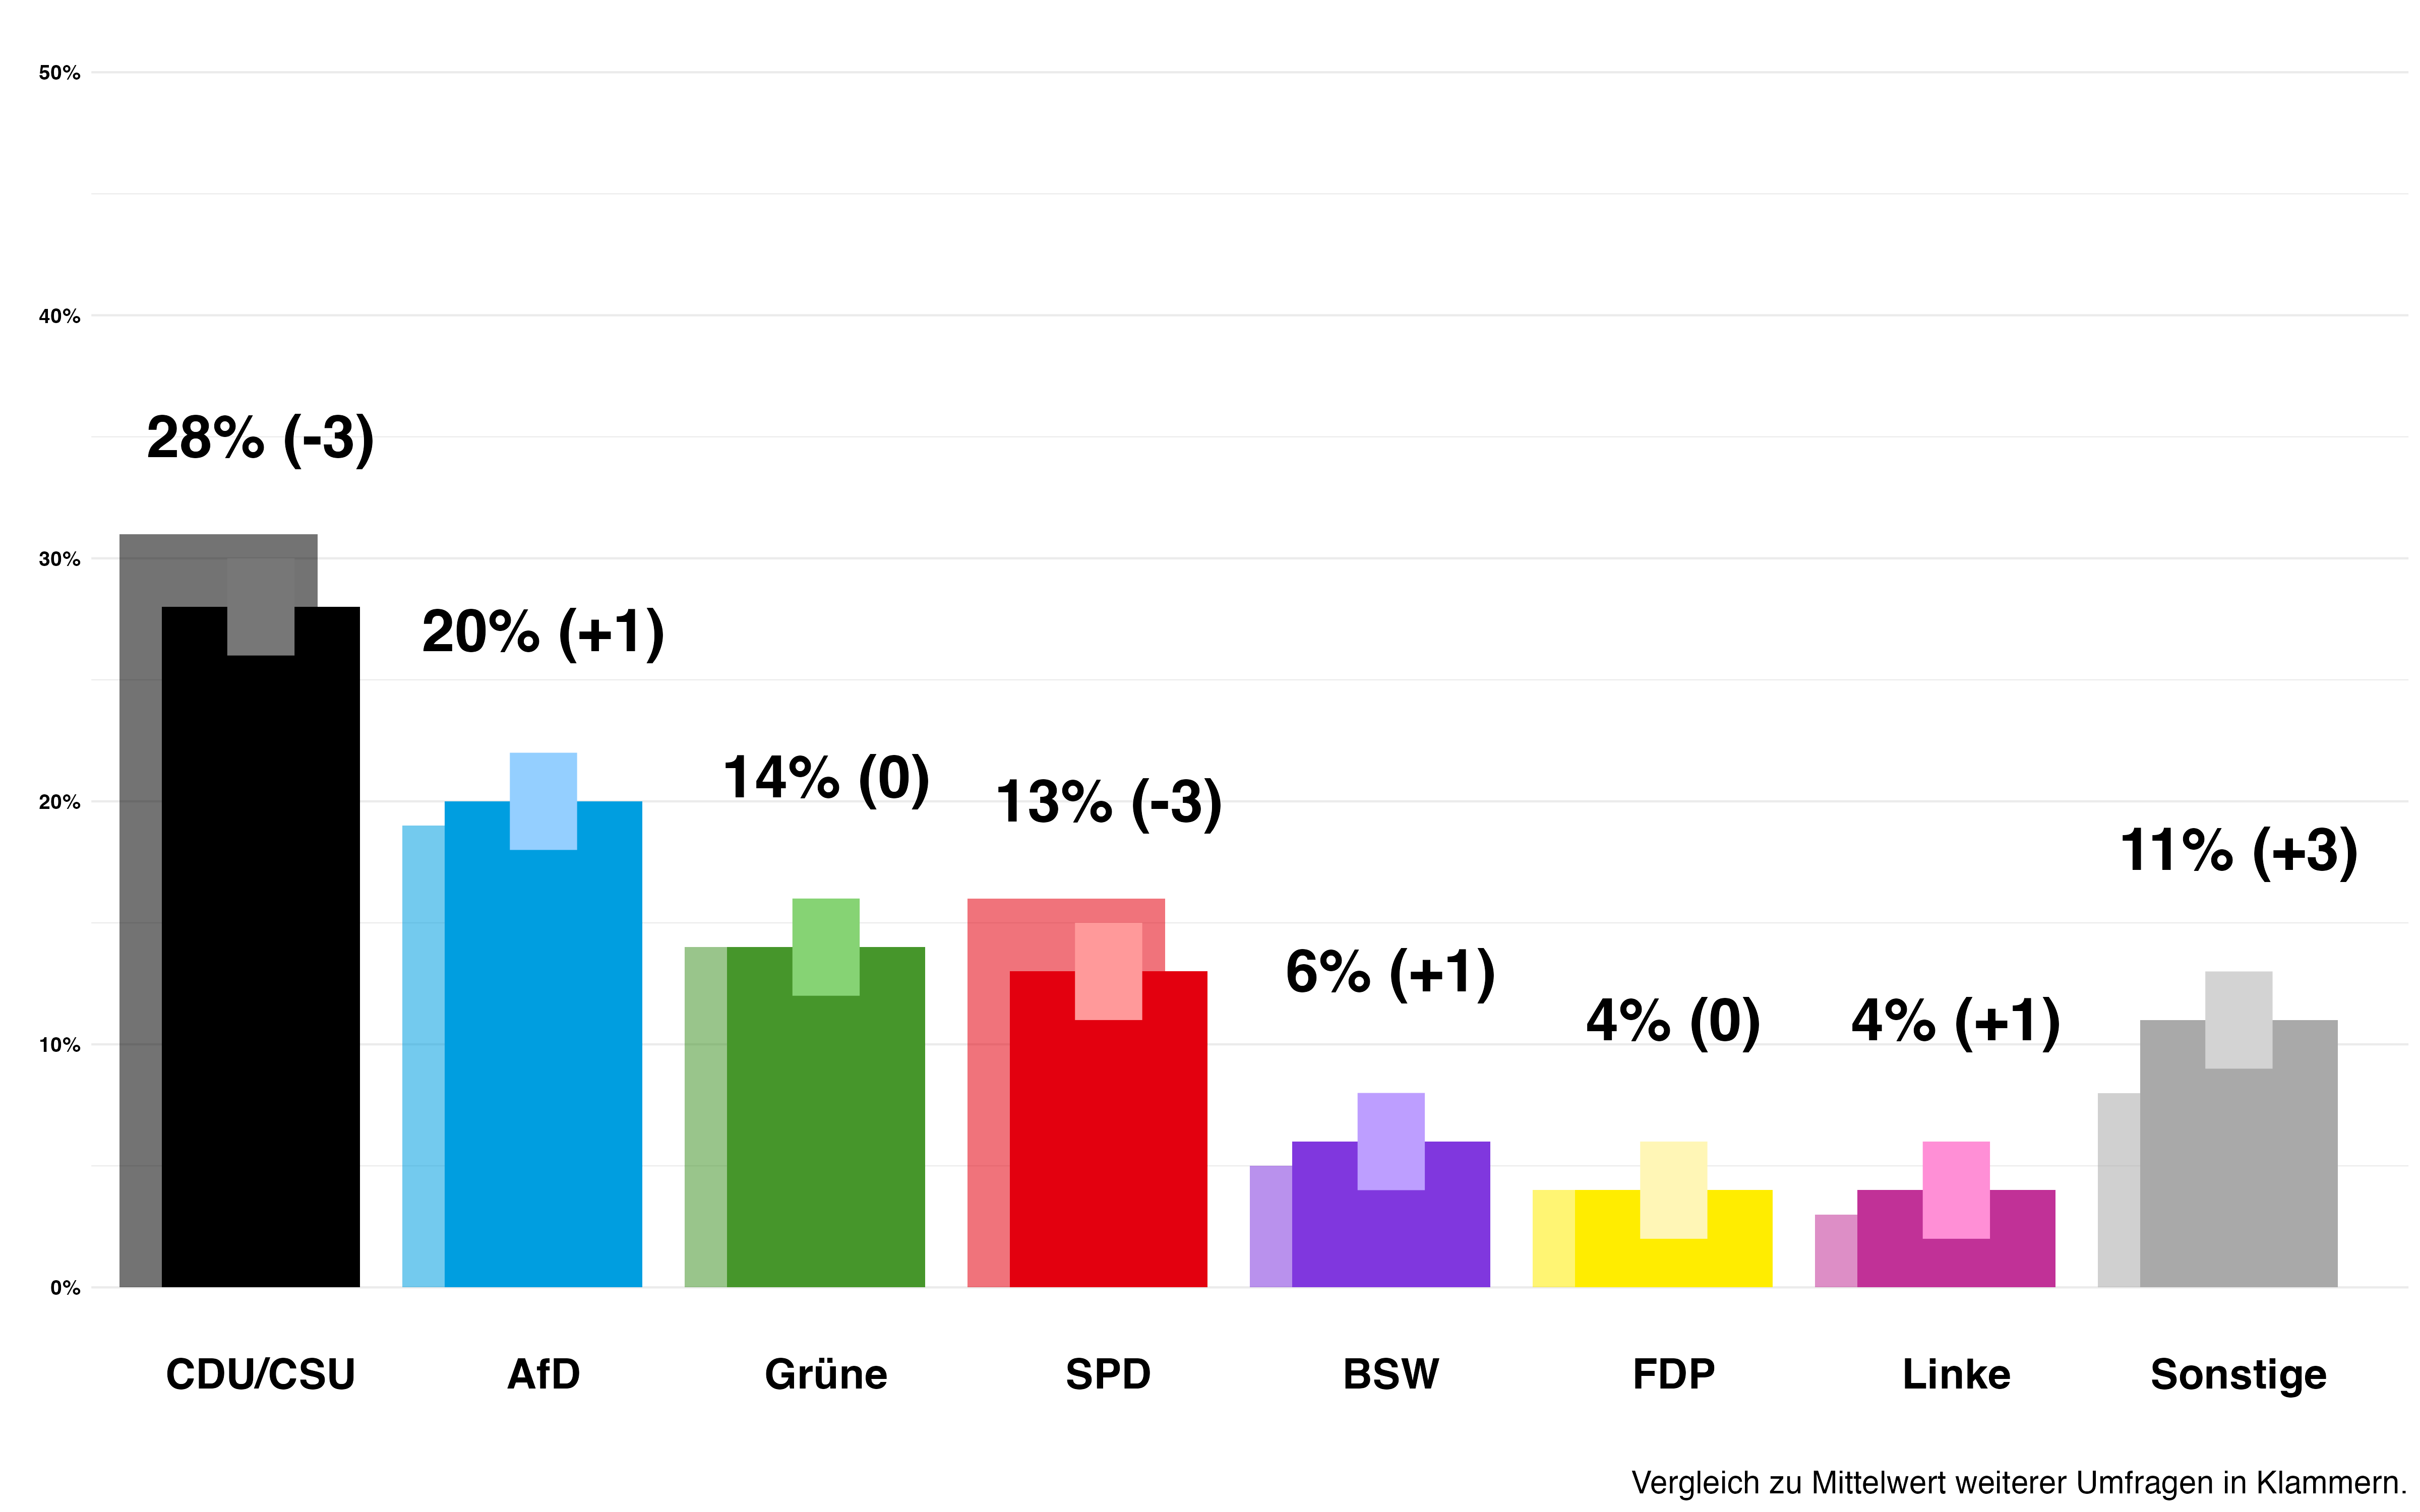 50%
40%
30%
20%
10%
0%
28% (-3)
20% (+1)
14% (0)
13% (-3)
6% (+1)
4% (0)
4% (+1)
11% (+3)
CDU/CSU
AfD
Grüne
SPD
BSW
FDP
Linke
Sonstige
Vergleich zu Mittelwert weiterer Umfragen in Klammern.